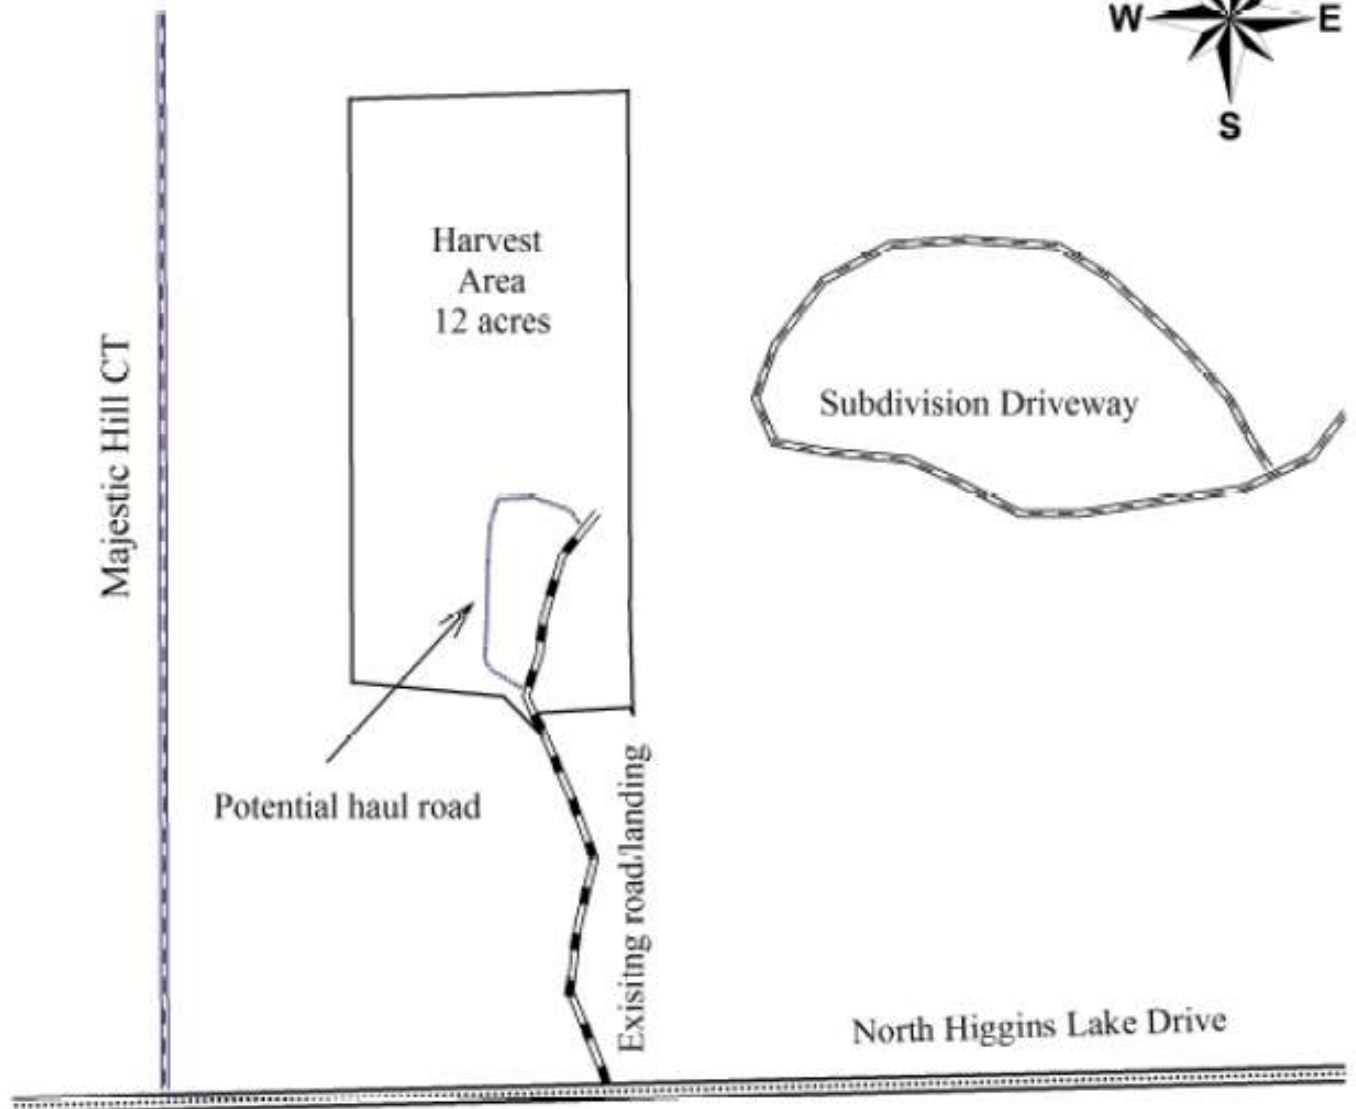 W E
S
Harvest
Area
12 acres
Majestic Hill CT
Subdivision Driveway
Potential haul road
Exisitng road/landing
North Higgins Lake Drive